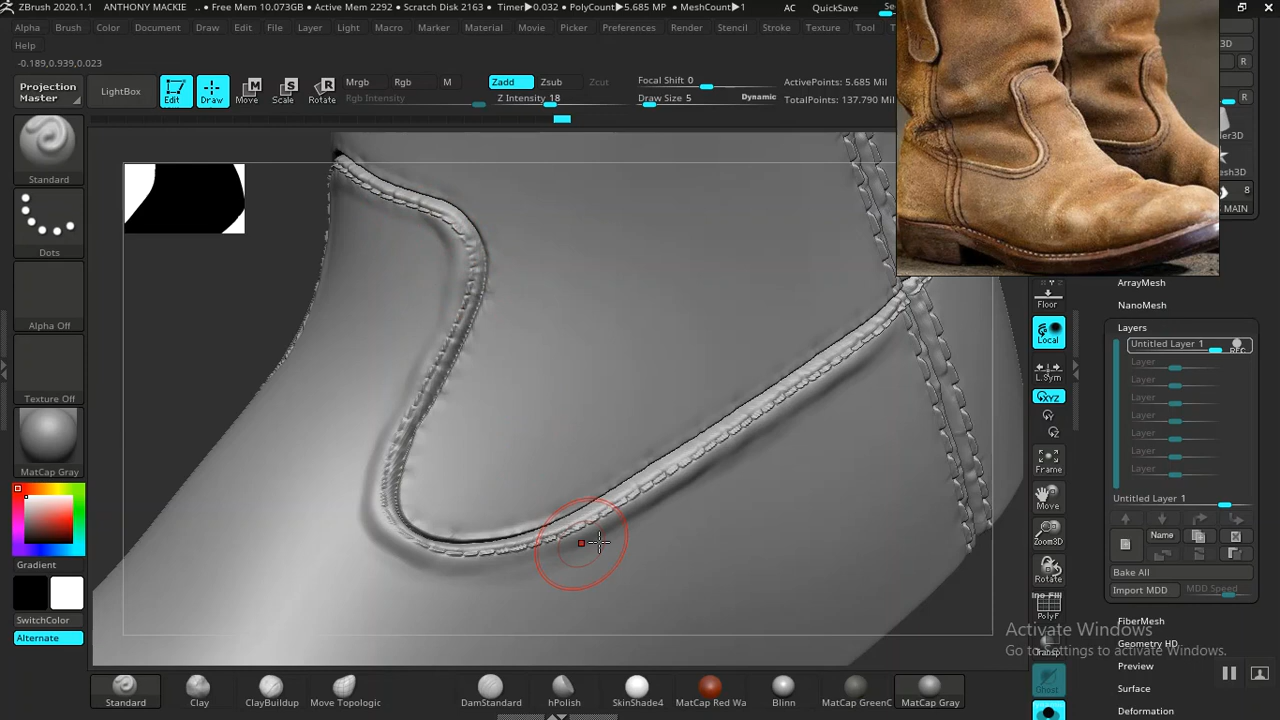 ZBrush 2020.1.1 ANTHONY MACKIE .. • Free Mem 10.073GB • Active Mem 2292 • Scratch Disk 2163 • Timer▶0.032 • PolyCount▶5.685 MP • MeshCount▶1 AC QuickSave
Alpha Brush Color Document Draw Edit File Layer Light Macro Marker Material Movie Picker Preferences Render Stencil Stroke Texture Tool
Help
-0.189,0.939,0.023
Projection Master LightBox Edit Draw Move Scale Rotate
Mrgb Rgb M Zadd Zsub Zcut Focal Shift 0 ActivePoints: 5.685 Mil
Rgb Intensity Z Intensity 18 Draw Size 5 Dynamic TotalPoints: 137.790 Mil
Standard
Dots
Alpha Off
Texture Off
MatCap Gray
Gradient
SwitchColor
Alternate
R
R
8
MAIN
ArrayMesh
NanoMesh
Layers
Untitled Layer 1 REC
Layer
Layer
Layer
Layer
Layer
Layer
Layer
Untitled Layer 1
Name
Bake All
Import MDD MDD Speed
FiberMesh
Geometry HD
Preview
Surface
Deformation
Floor
Local
L.Sym
XYZ
Y
Z
Frame
Move
Zoom3D
Rotate
PolyF
Transp
Ghost
Activate Windows
Go to Settings to activate Windows.
Standard Clay ClayBuildup Move Topologic DamStandard hPolish SkinShade4 MatCap Red Wa Blinn MatCap GreenC MatCap Gray